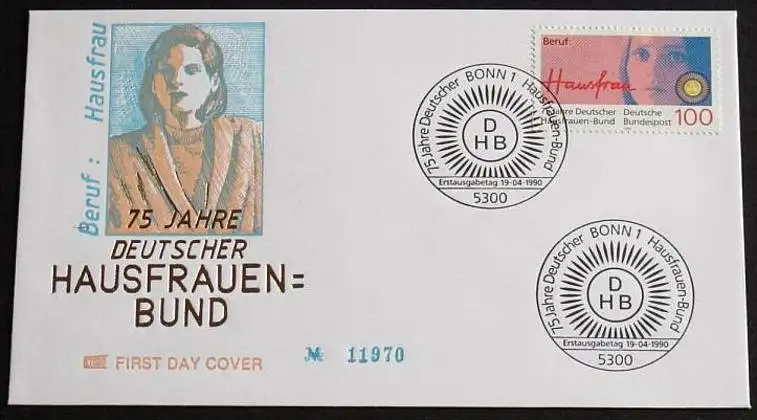 Beruf : Hausfrau
75 JAHRE
DEUTSCHER
HAUSFRAUEN=
BUND
FIRST DAY COVER
№ 11970
75 Jahre Deutscher BONN 1 Hausfrauen-Bund
D
HB
Erstausgabetag 19-04-1990
5300
Beruf:
Hausfrau
Jahre Deutscher Deutsche
Hausfrauen-Bund Bundespost 100
75 Jahre Deutscher BONN 1 Hausfrauen-Bund
D
HB
Erstausgabetag 19-04-1990
5300